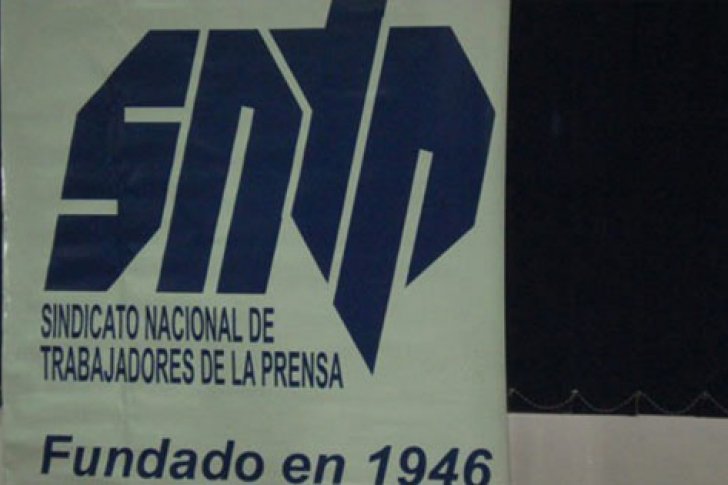 SNTP
SINDICATO NACIONAL DE
TRABAJADORES DE LA PRENSA
Fundado en 1946